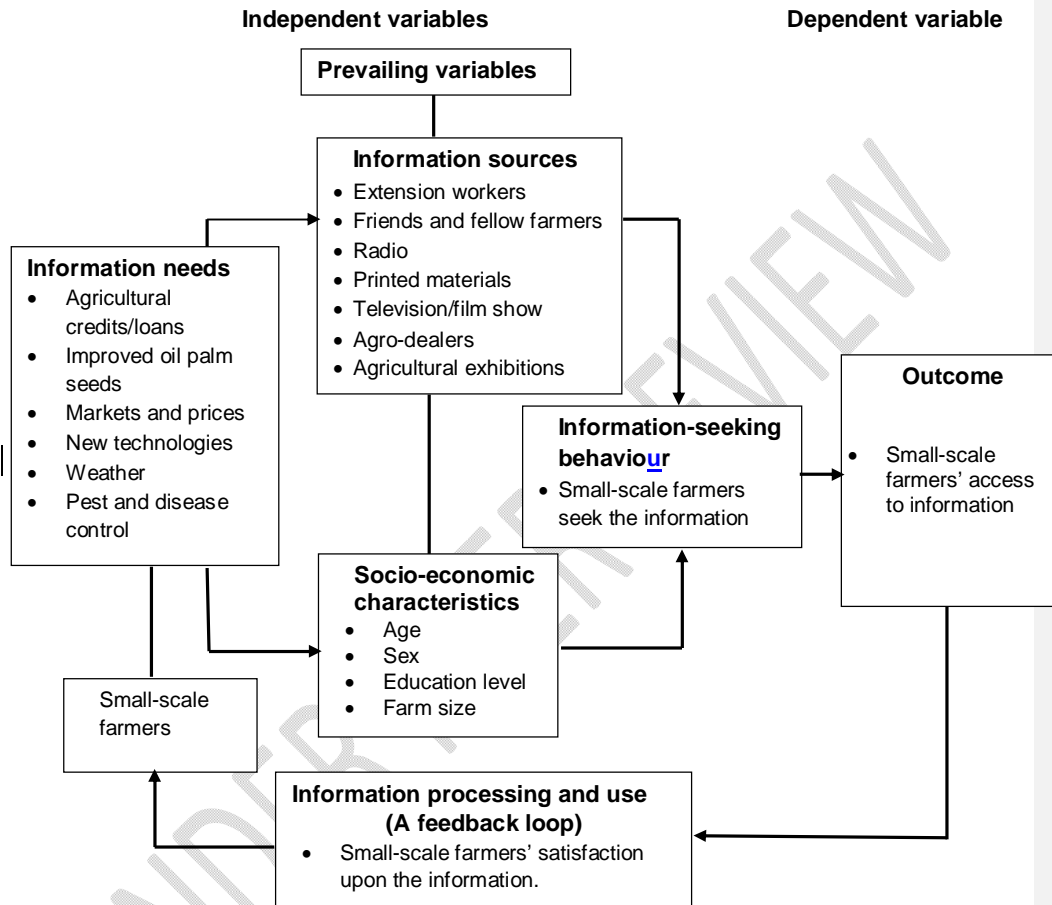 Independent variables
Dependent variable
Prevailing variables
Information sources
• Extension workers
• Friends and fellow farmers
• Radio
• Printed materials
• Television/film show
• Agro-dealers
• Agricultural exhibitions
Information needs
• Agricultural
credits/loans
• Improved oil palm
seeds
• Markets and prices
• New technologies
• Weather
• Pest and disease
control
Information-seeking
behaviour
• Small-scale farmers
seek the information
Outcome
• Small-scale
farmers’ access
to information
Socio-economic
characteristics
• Age
• Sex
• Education level
• Farm size
Small-scale
farmers
Information processing and use
(A feedback loop)
• Small-scale farmers’ satisfaction
upon the information.
UNDER PEER REVIEW